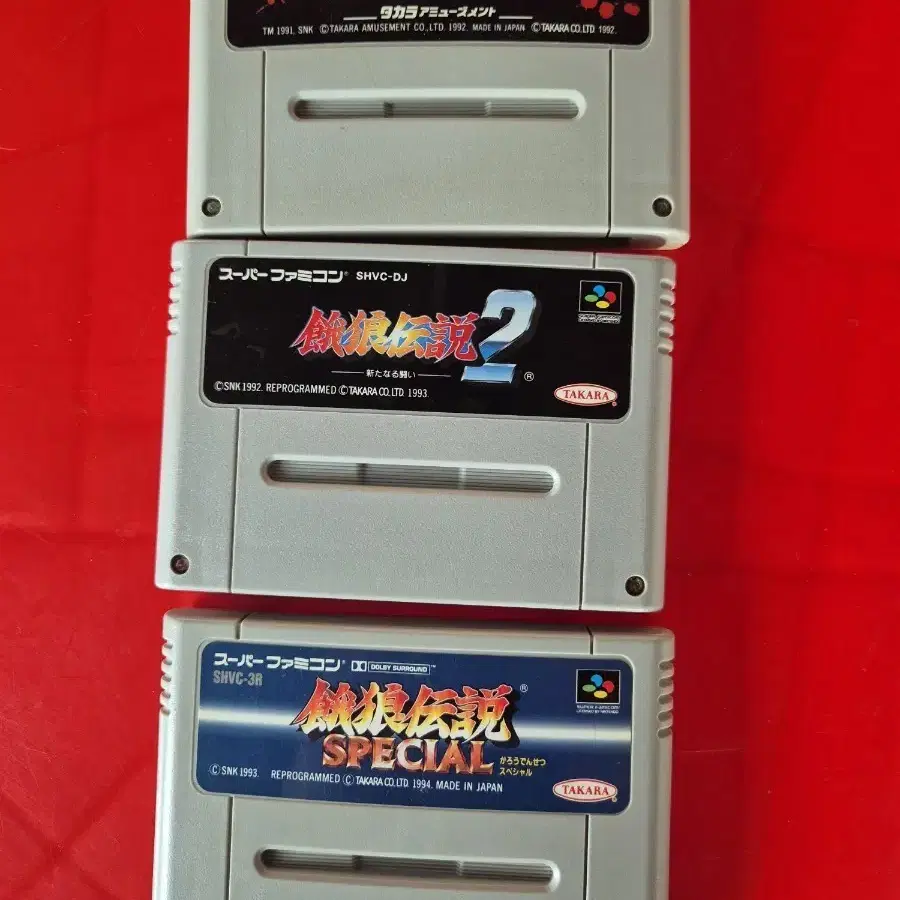 タカラアミューズメント
TM 1991, SNK ©TAKARA AMUSEMENT CO.,LTD. 1992. MADE IN JAPAN ©TAKARA CO.LTD. 1992.
スーパーファミコン® SHVC-DJ
餓狼伝説2®
新たなる闘い
©SNK 1992. REPROGRAMMED ©TAKARA CO.,LTD. 1993.
TAKARA
スーパーファミコン® DOLBY SURROUND™
SHVC-3R
餓狼伝説®
SPECIAL
がろうでんせつ
スペシャル
SUPER FAMICOM
©SNK 1993. REPROGRAMMED ©TAKARA CO.LTD. 1994. MADE IN JAPAN
TAKARA